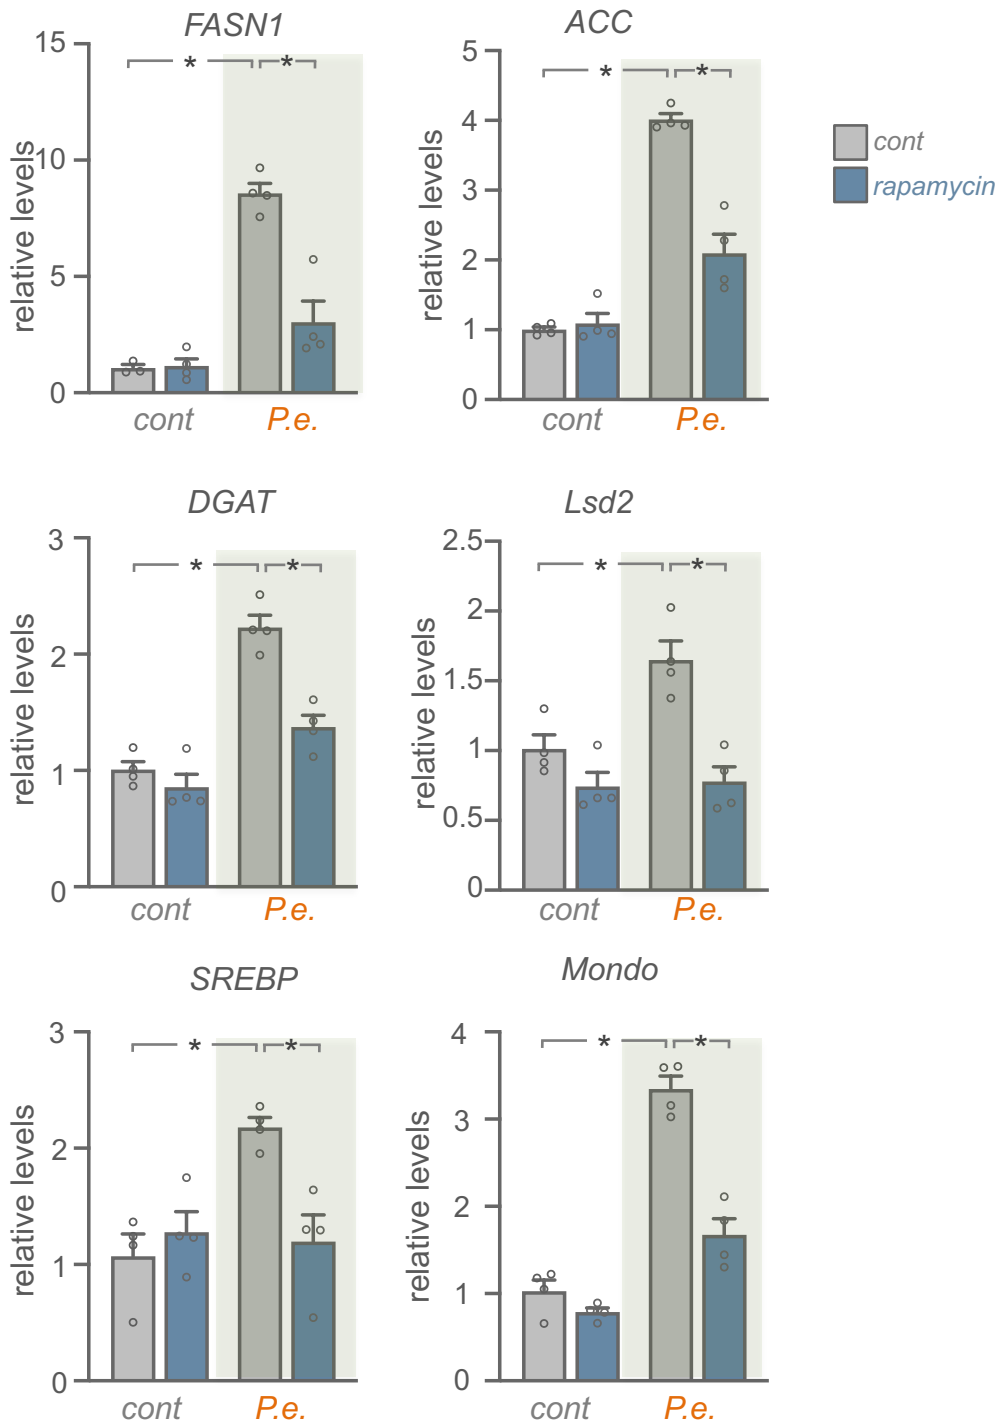 FASN1
15
10
5
0
relative levels
* *
cont P.e.
ACC
5
4
3
2
1
0
relative levels
* *
cont P.e.
cont
rapamycin
DGAT
3
2
1
0
relative levels
* *
cont P.e.
Lsd2
2.5
2
1.5
1
0.5
0
relative levels
* *
cont P.e.
SREBP
3
2
1
0
relative levels
* *
cont P.e.
Mondo
4
3
2
1
0
relative levels
* *
cont P.e.